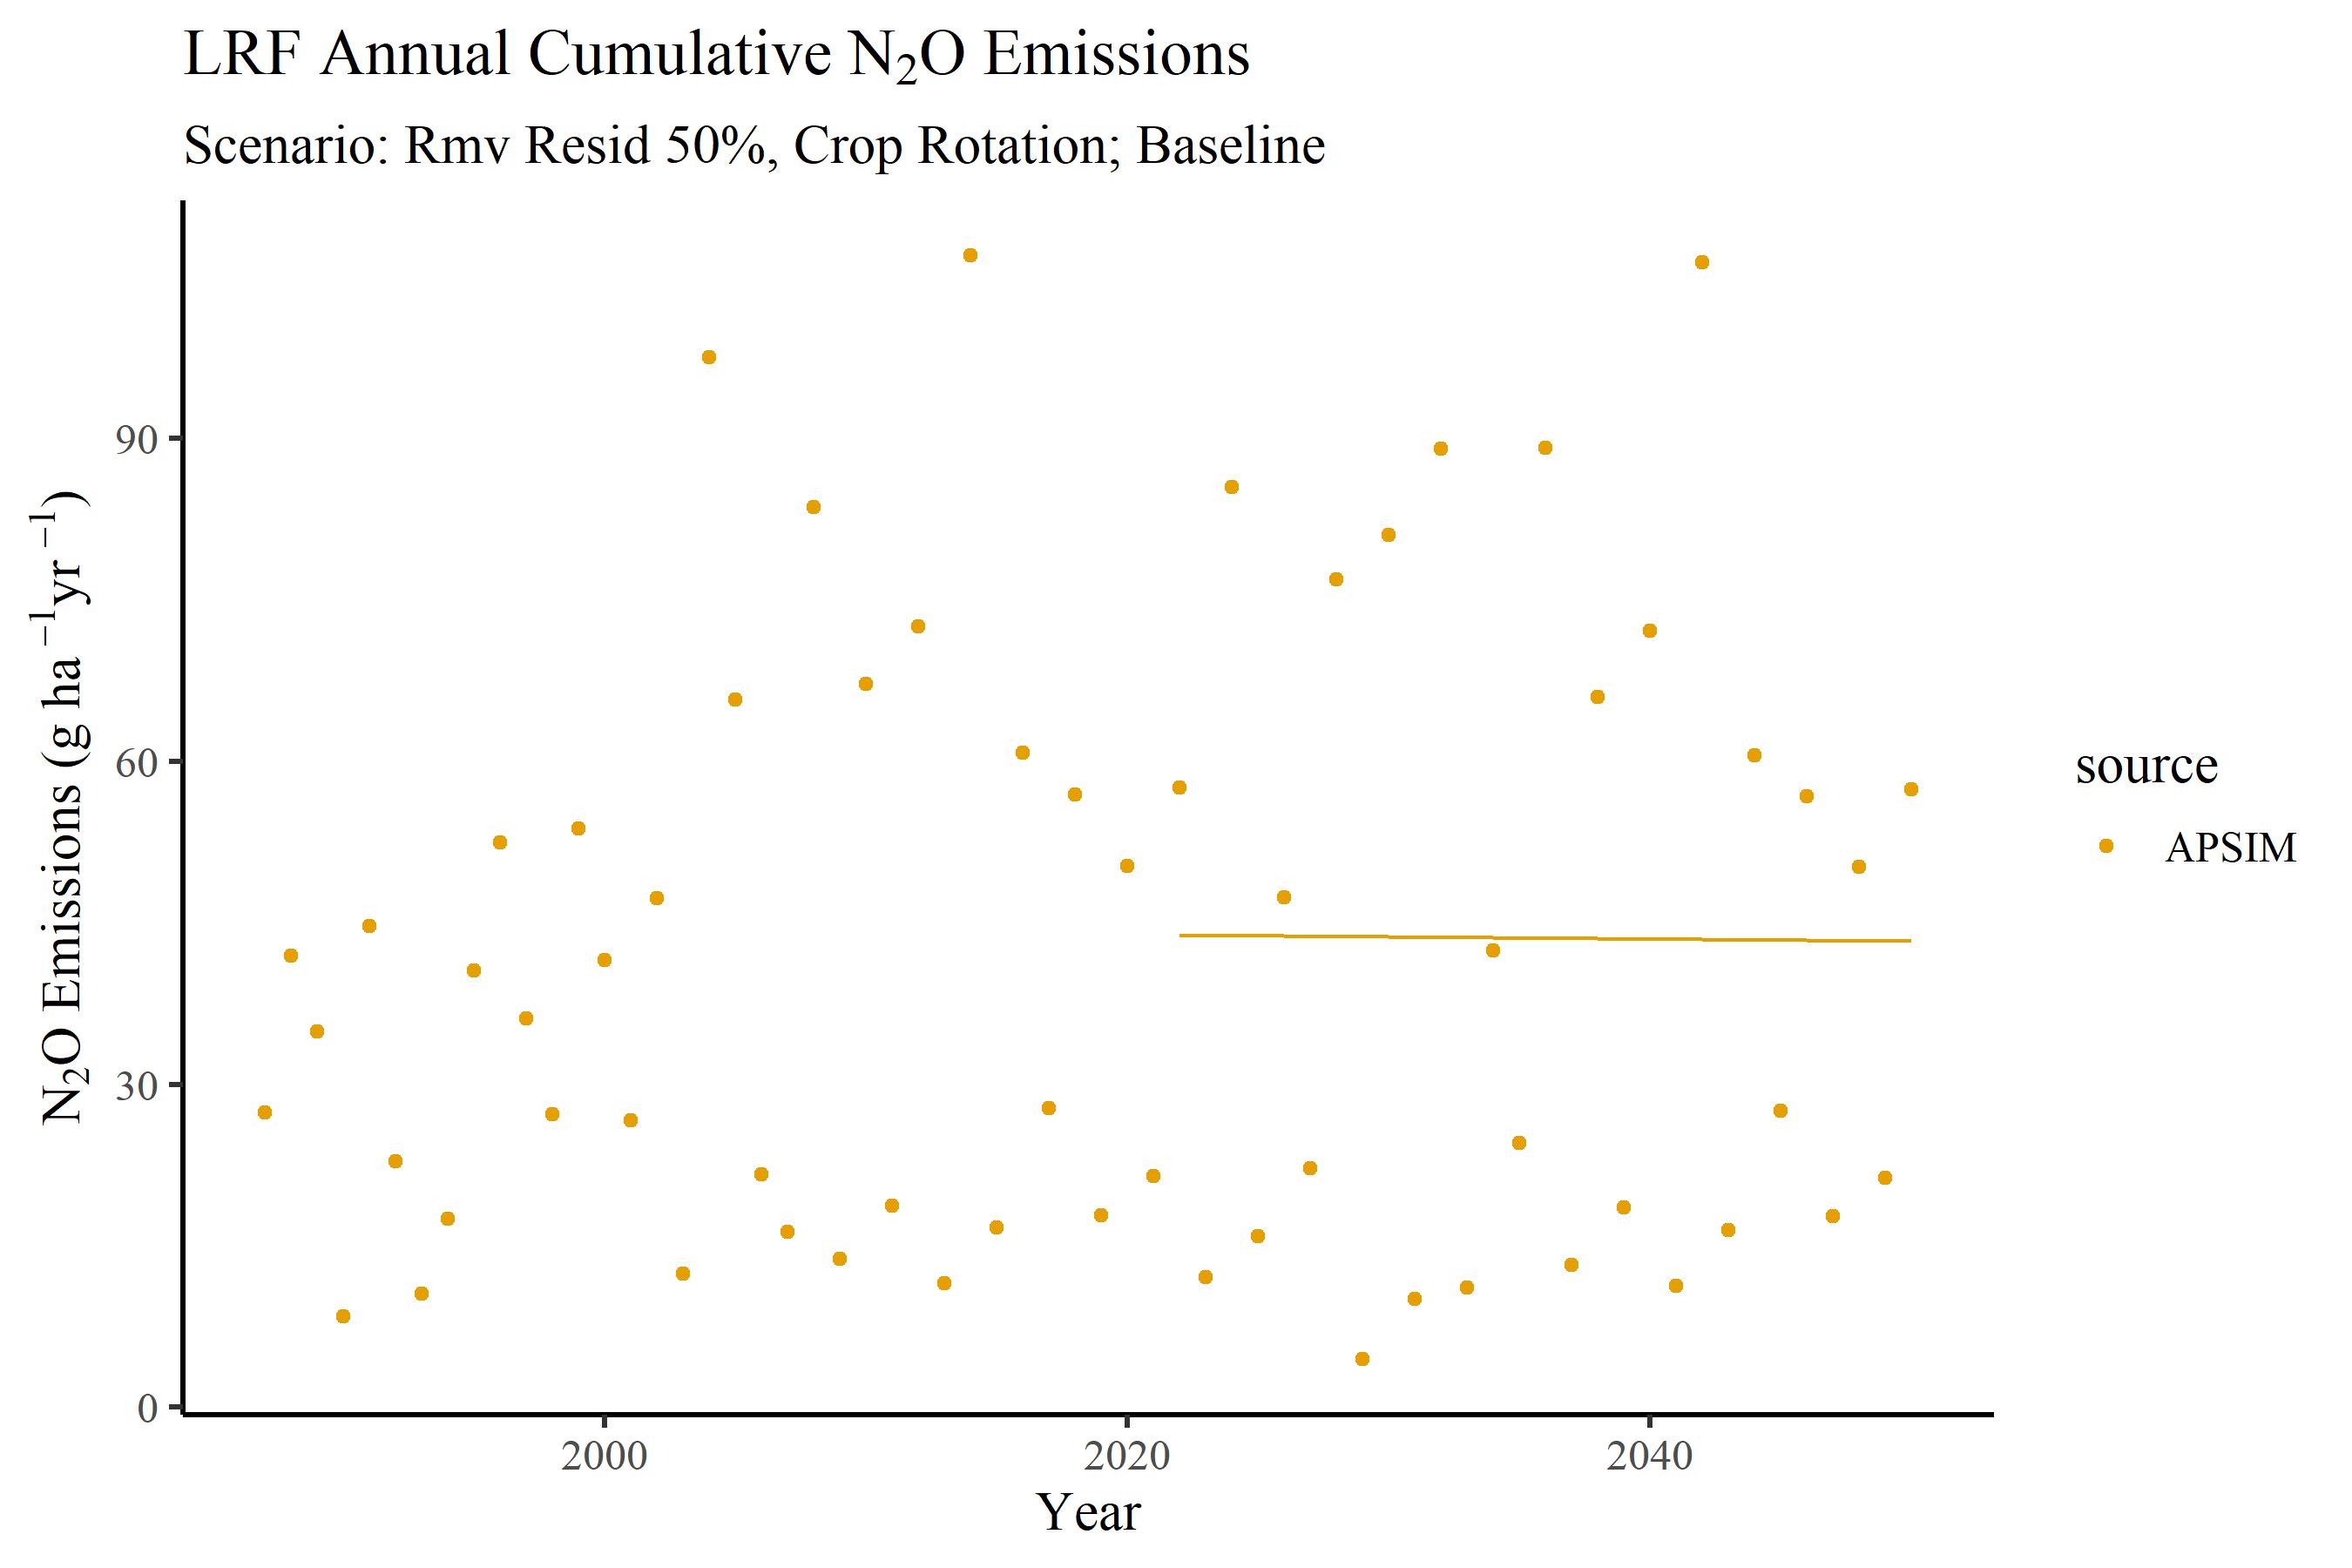 LRF Annual Cumulative N₂O Emissions
Scenario: Rmv Resid 50%, Crop Rotation; Baseline
N₂O Emissions (g ha⁻¹yr⁻¹)
90
60
30
0
2000 2020 2040
Year
source
APSIM